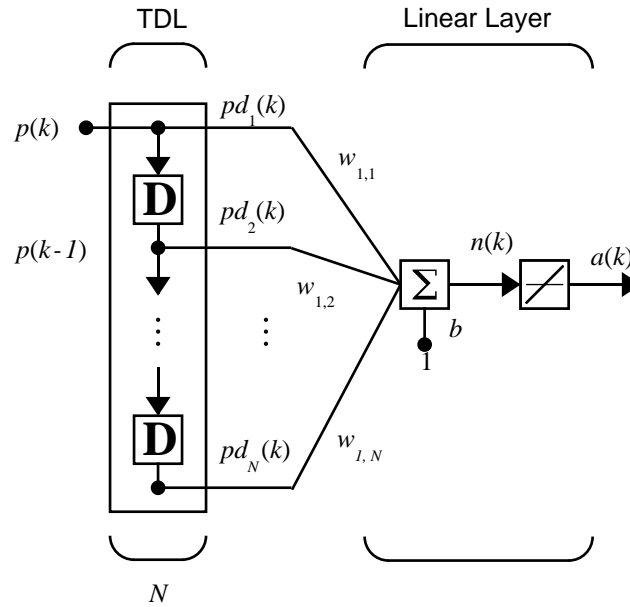 TDL
Linear Layer
p(k)
pd1(k)
w1,1
D
pd2(k)
p(k-1)
w1,2
n(k)
a(k)
Σ
b
1
D
pdN(k)
w1, N
N